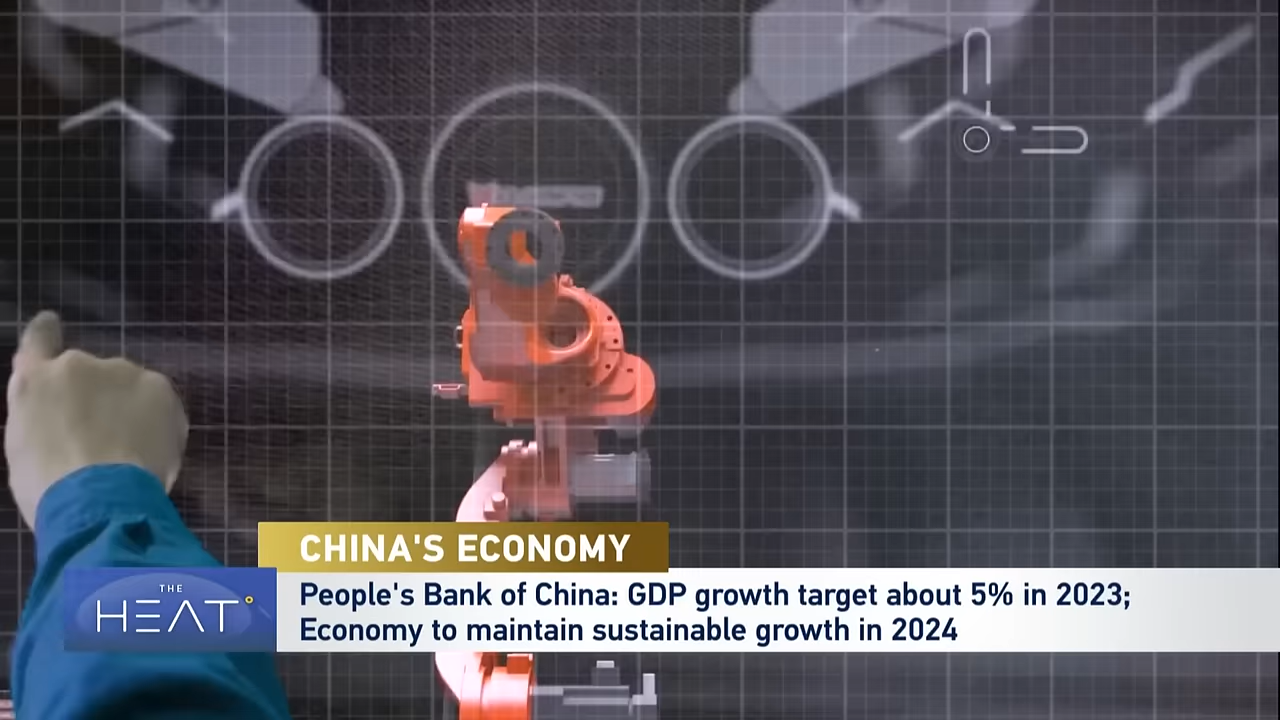 CHINA'S ECONOMY
THE
HEAT°
People's Bank of China: GDP growth target about 5% in 2023;
Economy to maintain sustainable growth in 2024